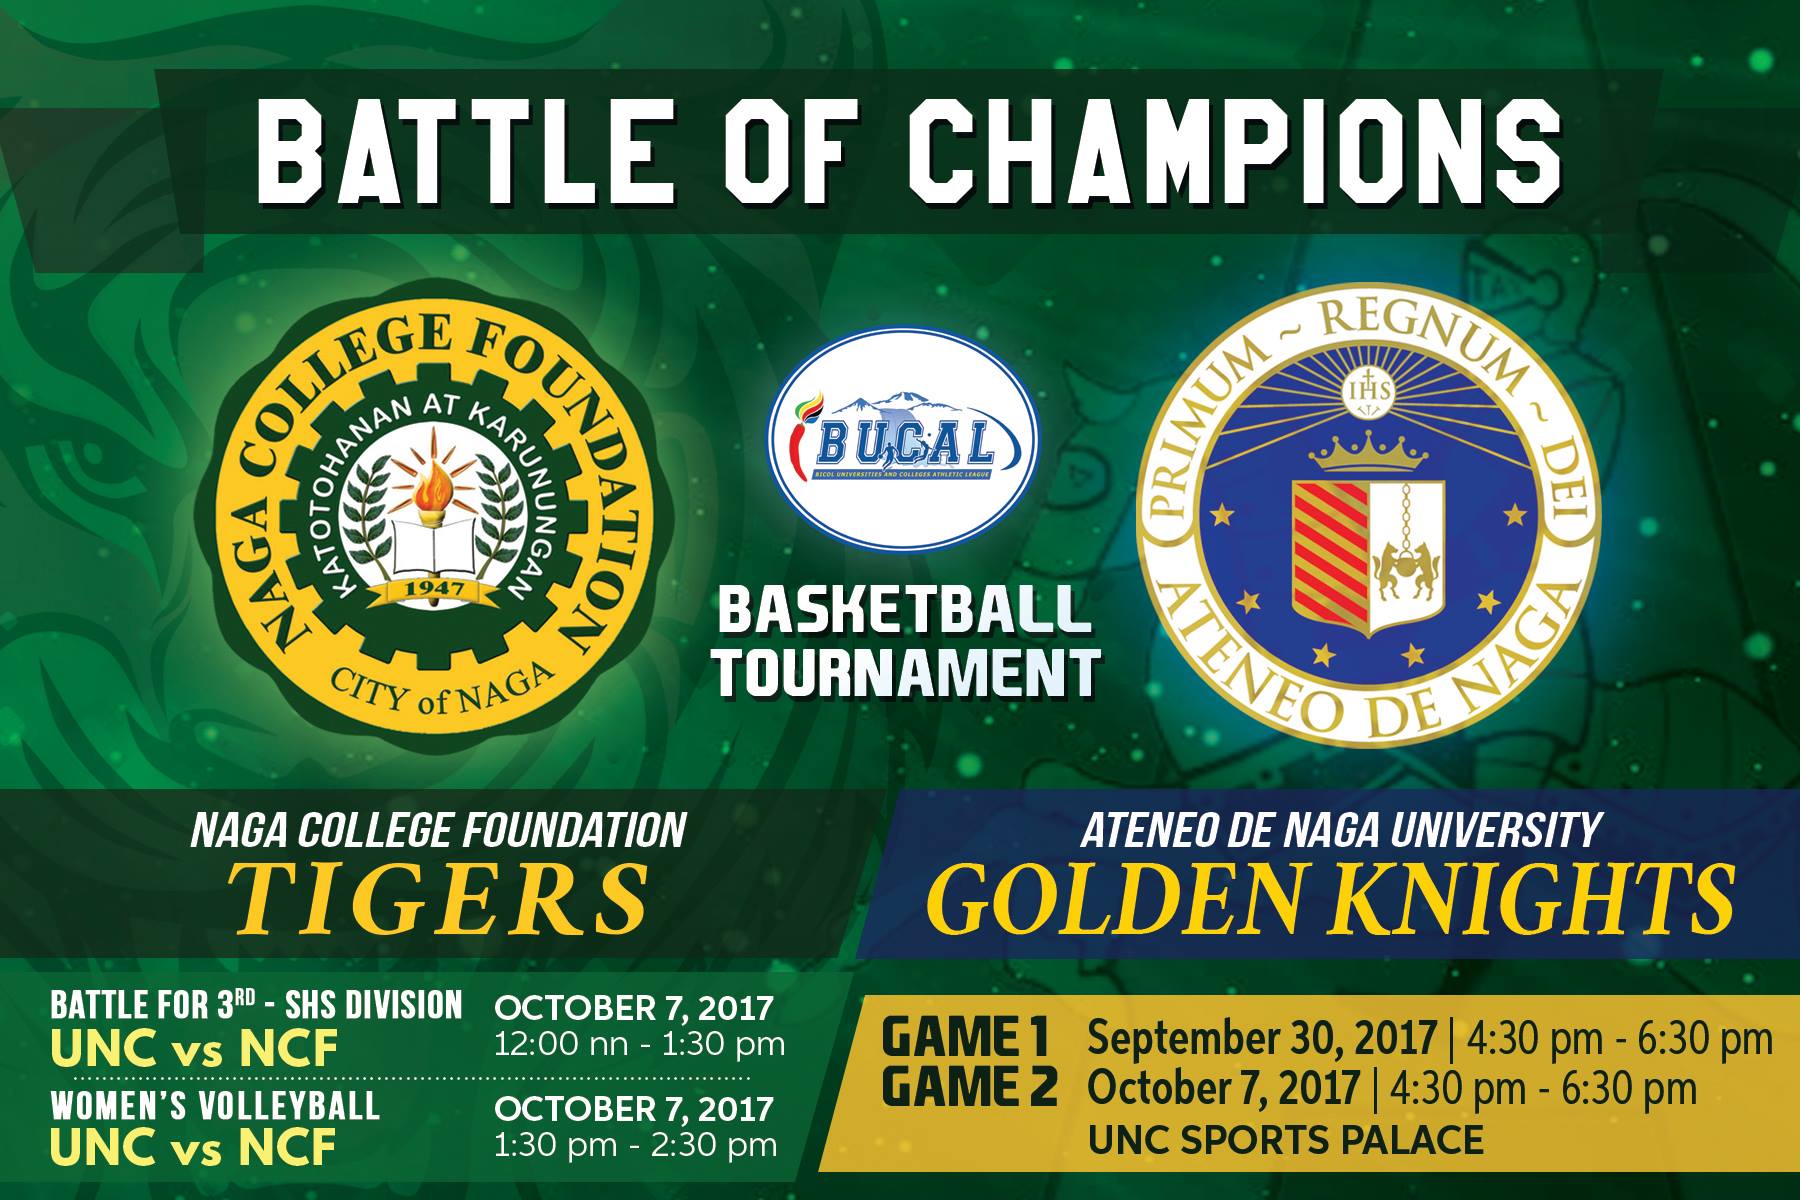 BATTLE OF CHAMPIONS
NAGA COLLEGE FOUNDATION
KATOTOHANAN AT KARUNUNGAN
1947
CITY of NAGA
BUCAL
BICOL UNIVERSITIES AND COLLEGES ATHLETIC LEAGUE
BASKETBALL
TOURNAMENT
PRIMUM ~ REGNUM ~ DEI
IHS
ATENEO DE NAGA
NAGA COLLEGE FOUNDATION
TIGERS
ATENEO DE NAGA UNIVERSITY
GOLDEN KNIGHTS
BATTLE FOR 3RD - SHS DIVISION
UNC vs NCF
OCTOBER 7, 2017
12:00 nn - 1:30 pm
WOMEN'S VOLLEYBALL
UNC vs NCF
OCTOBER 7, 2017
1:30 pm - 2:30 pm
GAME 1 September 30, 2017 | 4:30 pm - 6:30 pm
GAME 2 October 7, 2017 | 4:30 pm - 6:30 pm
UNC SPORTS PALACE